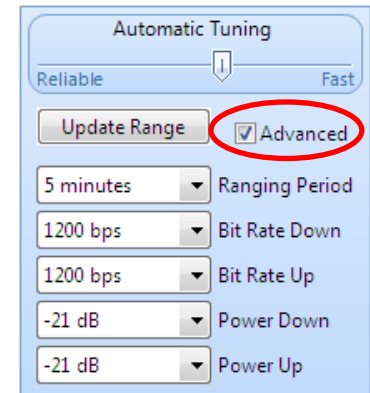 Automatic Tuning
Reliable Fast
Update Range Advanced
5 minutes Ranging Period
1200 bps Bit Rate Down
1200 bps Bit Rate Up
-21 dB Power Down
-21 dB Power Up